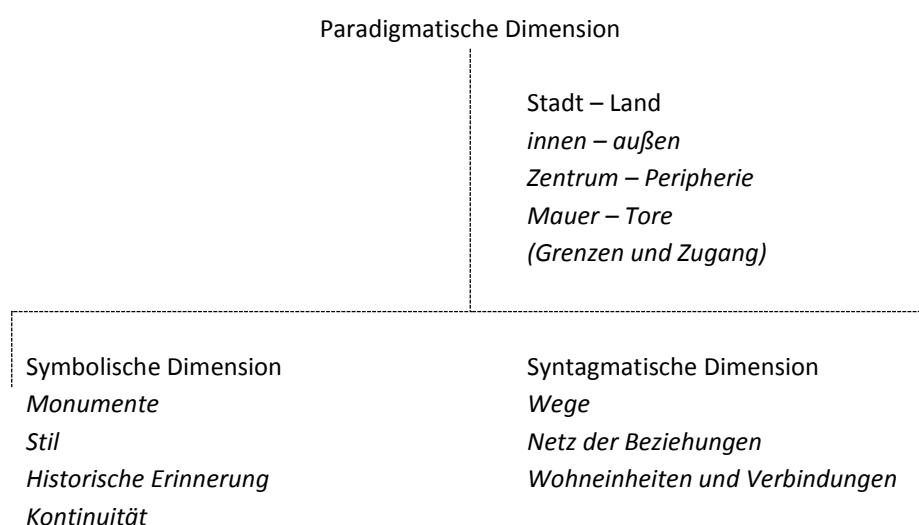 Paradigmatische Dimension
Stadt – Land
innen – außen
Zentrum – Peripherie
Mauer – Tore
(Grenzen und Zugang)
Symbolische Dimension
Monumente
Stil
Historische Erinnerung
Kontinuität
Syntagmatische Dimension
Wege
Netz der Beziehungen
Wohneinheiten und Verbindungen